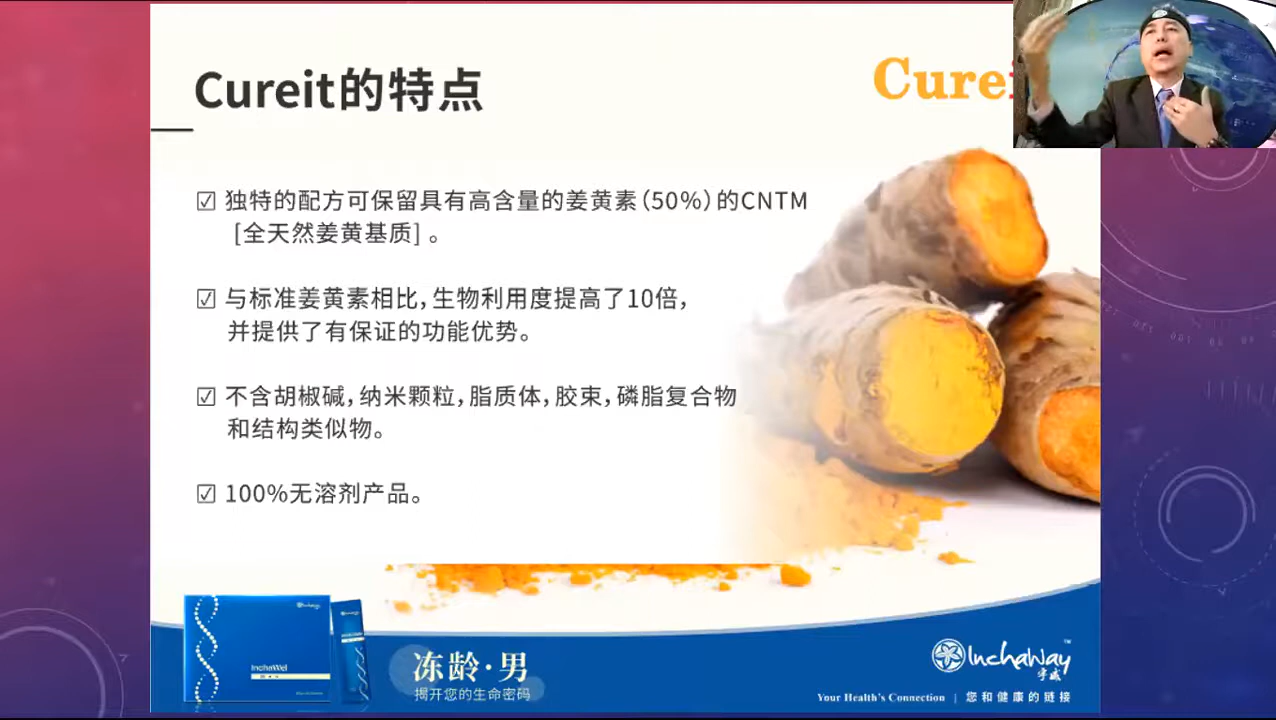 Cureit的特点
Cure
☑ 独特的配方可保留具有高含量的姜黄素(50%)的CNTM
[全天然姜黄基质] 。
☑ 与标准姜黄素相比,生物利用度提高了10倍,
并提供了有保证的功能优势。
☑ 不含胡椒碱,纳米颗粒,脂质体,胶束,磷脂复合物
和结构类似物。
☑ 100%无溶剂产品。
InchaWel
冻龄·男
揭开您的生命密码
InchaWay™
宇威
Your Health's Connection | 您和健康的链接